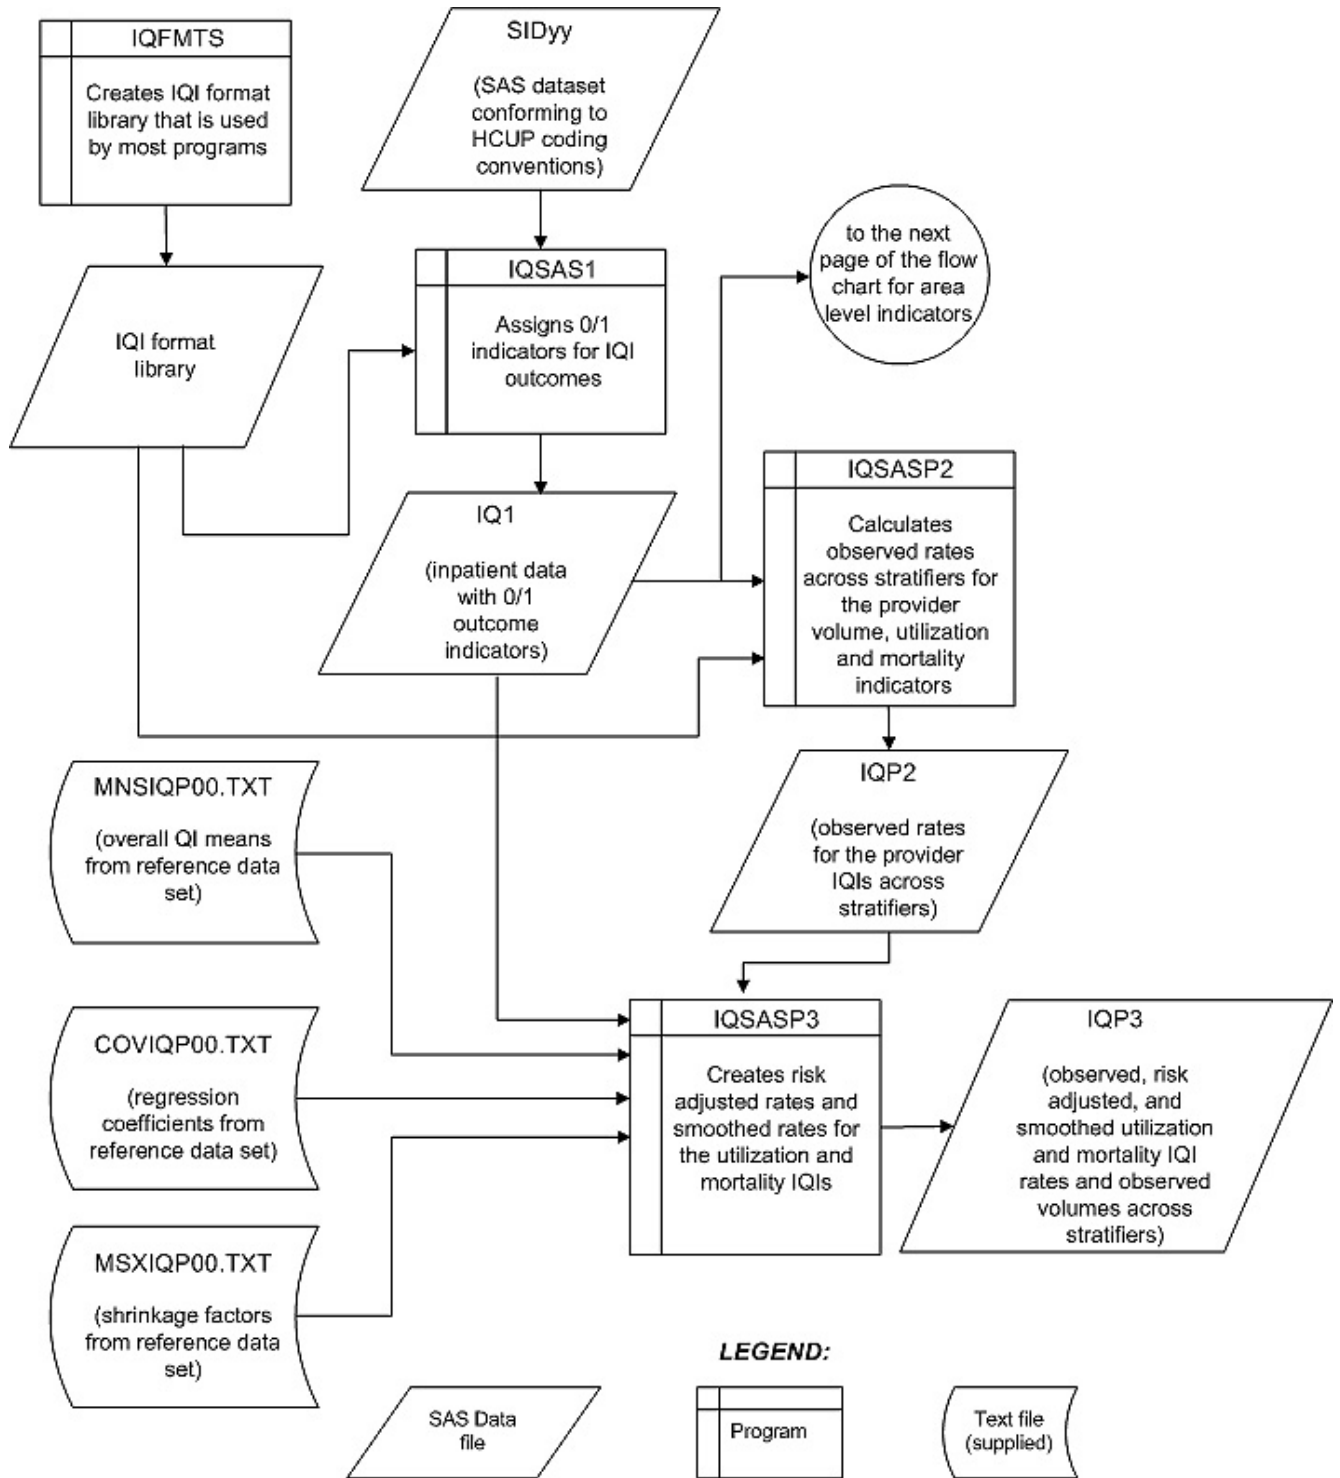 IQFMTS
Creates IQI format
library that is used
by most programs
SIDyy
(SAS dataset
conforming to
HCUP coding
conventions)
to the next
page of the flow
chart for area
level indicators
IQSAS1
Assigns 0/1
indicators for IQI
outcomes
IQI format
library
IQ1
(inpatient data
with 0/1
outcome
indicators)
IQSASP2
Calculates
observed rates
across stratifiers for
the provider
volume, utilization
and mortality
indicators
MNSIQP00.TXT
(overall QI means
from reference data
set)
IQP2
(observed rates
for the provider
IQIs across
stratifiers)
COVIQP00.TXT
(regression
coefficients from
reference data set)
IQSASP3
Creates risk
adjusted rates and
smoothed rates for
the utilization and
mortality IQIs
IQP3
(observed, risk
adjusted, and
smoothed utilization
and mortality IQI
rates and observed
volumes across
stratifiers)
MSXIQP00.TXT
(shrinkage factors
from reference data
set)
LEGEND:
SAS Data
file
Program
Text file
(supplied)